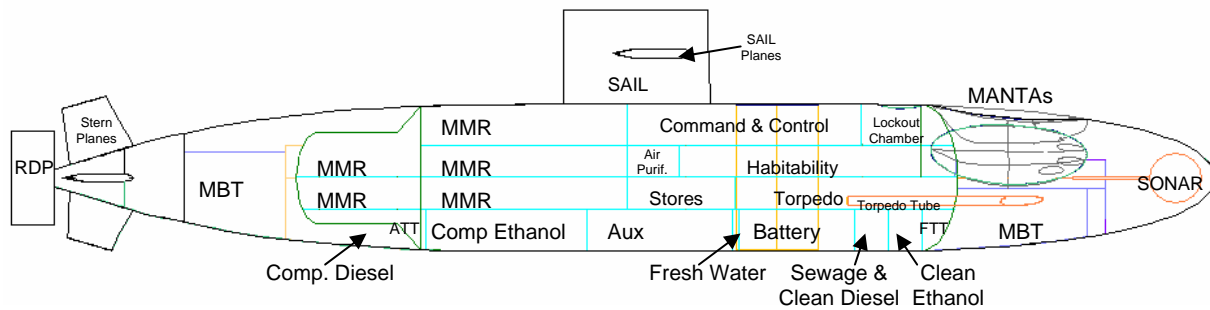 SAIL
Planes
SAIL
MANTAs
Stern
Planes
RDP
MBT
MMR
Command & Control
Lockout
Chamber
MMR
MMR
Air
Purif.
Habitability
MMR
MMR
Stores
Torpedo
Torpedo Tube
SONAR
ATT
Comp Ethanol
Aux
Battery
FTT
MBT
Comp. Diesel
Fresh Water
Sewage &
Clean Diesel
Clean
Ethanol